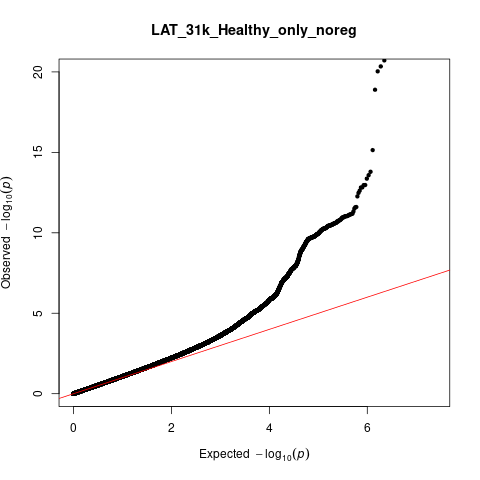 LAT_31k_Healthy_only_noreg
20
15
10
5
0
Observed −log10(p)
0 2 4 6
Expected −log10(p)